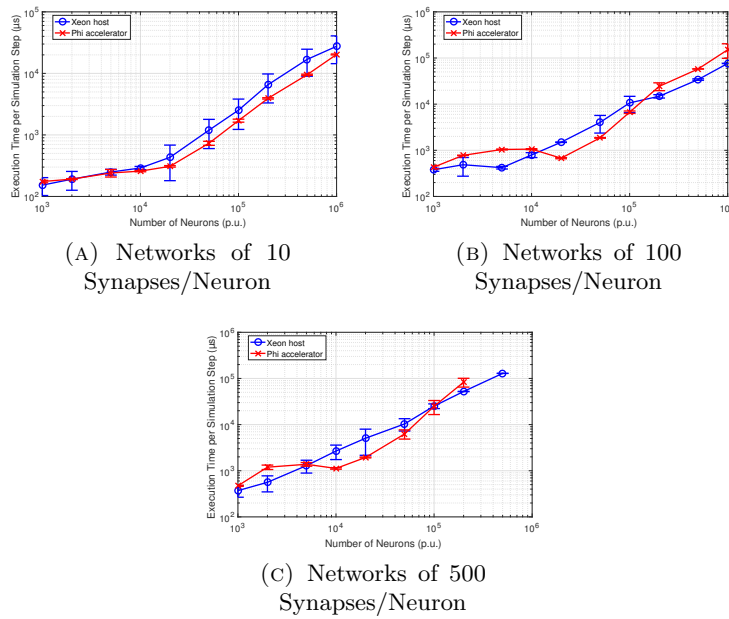 10^5
Xeon host
Phi accelerator
Execution Time per Simulation Step (µs)
10^4
10^3
10^2
10^3 10^4 10^5 10^6
Number of Neurons (p.u.)
(A) Networks of 10
Synapses/Neuron
10^6
Xeon host
Phi accelerator
Execution Time per Simulation Step (µs)
10^5
10^4
10^3
10^2
10^3 10^4 10^5 10^6
Number of Neurons (p.u.)
(B) Networks of 100
Synapses/Neuron
10^6
Xeon host
Phi accelerator
Execution Time per Simulation Step (µs)
10^5
10^4
10^3
10^2
10^3 10^4 10^5 10^6
Number of Neurons (p.u.)
(C) Networks of 500
Synapses/Neuron